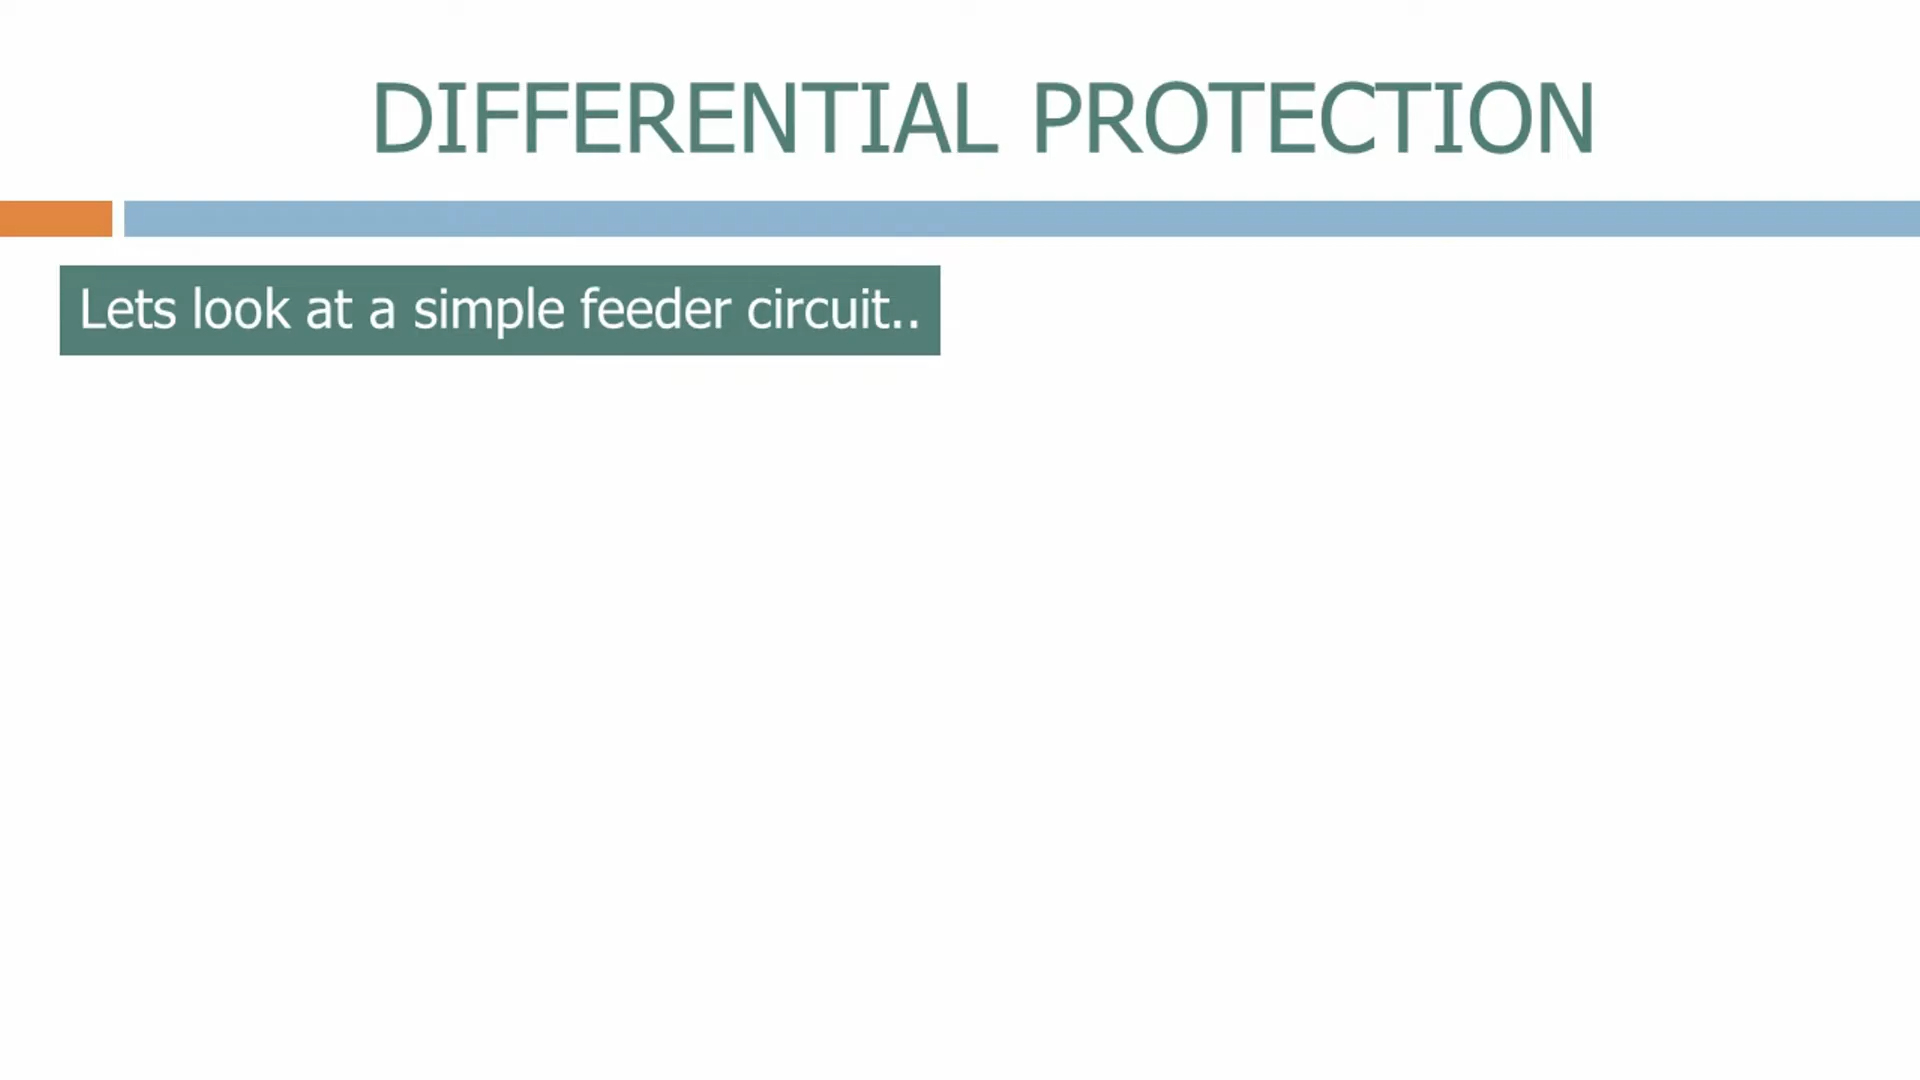 DIFFERENTIAL PROTECTION
Lets look at a simple feeder circuit..